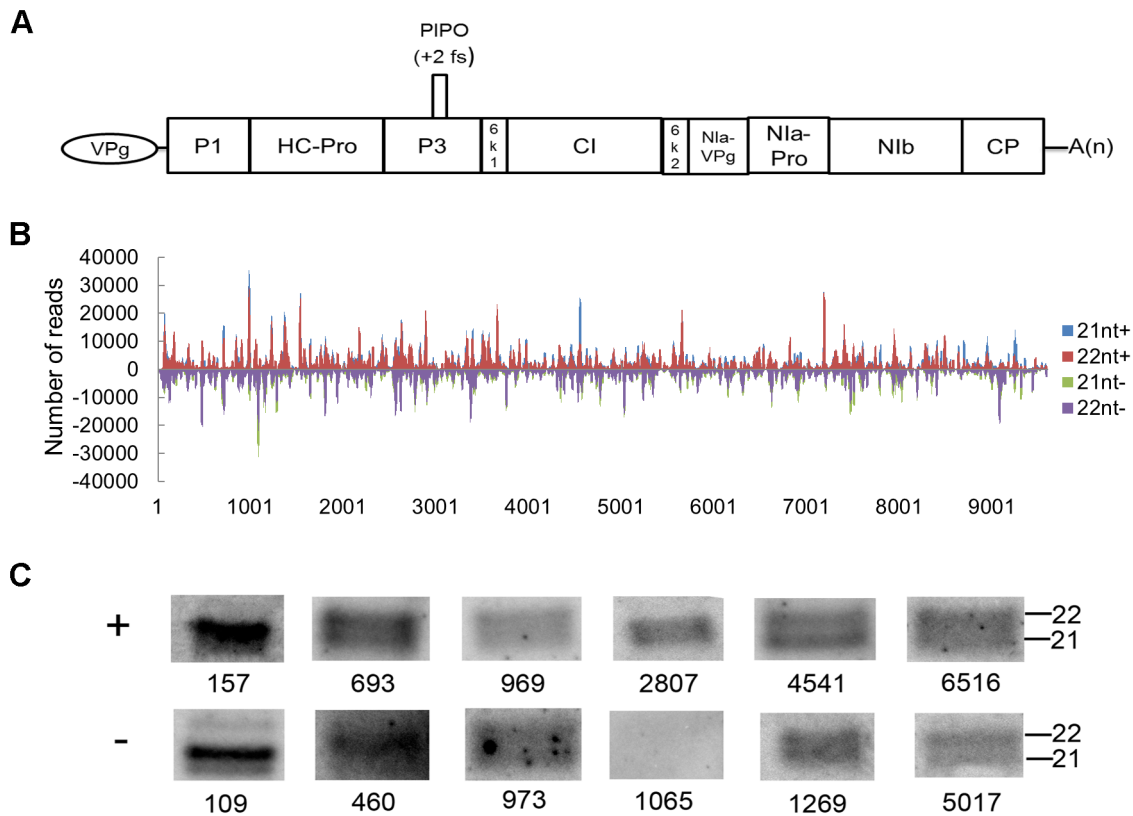 A
PIPO
(+2 fs)
VPg
P1
HC-Pro
P3
6
k
1
CI
6
k
2
NIa-
VPg
NIa-
Pro
NIb
CP
A(n)
B
Number of reads
40000
30000
20000
10000
0
-10000
-20000
-30000
-40000
1
1001
2001
3001
4001
5001
6001
7001
8001
9001
21nt+
22nt+
21nt-
22nt-
C
+
22
21
157
693
969
2807
4541
6516
-
22
21
109
460
973
1065
1269
5017